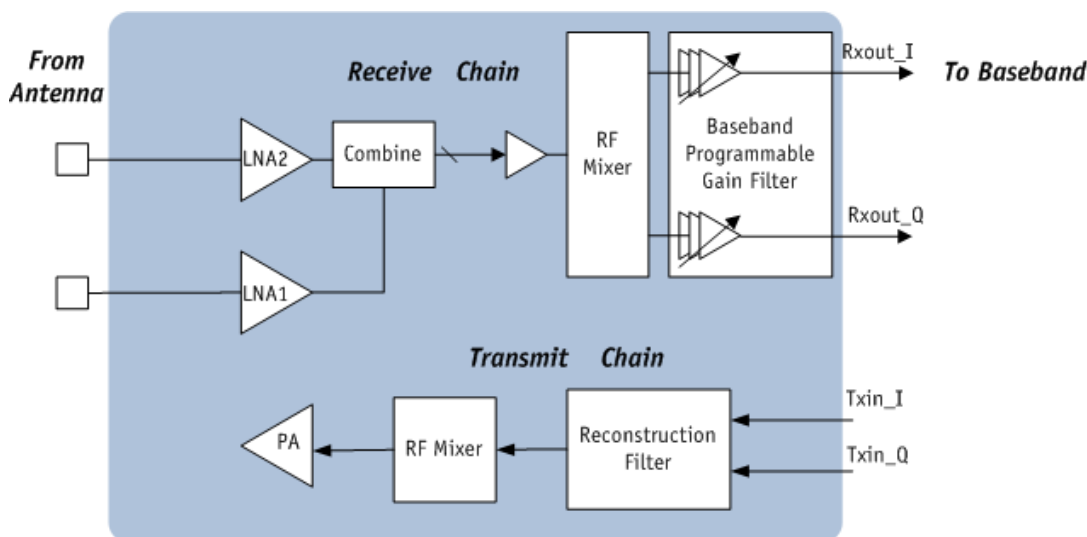 From
Antenna
Receive Chain
LNA2
Combine
RF
Mixer
Baseband
Programmable
Gain Filter
Rxout_I
To Baseband
Rxout_Q
LNA1
Transmit Chain
PA
RF Mixer
Reconstruction
Filter
Txin_I
Txin_Q